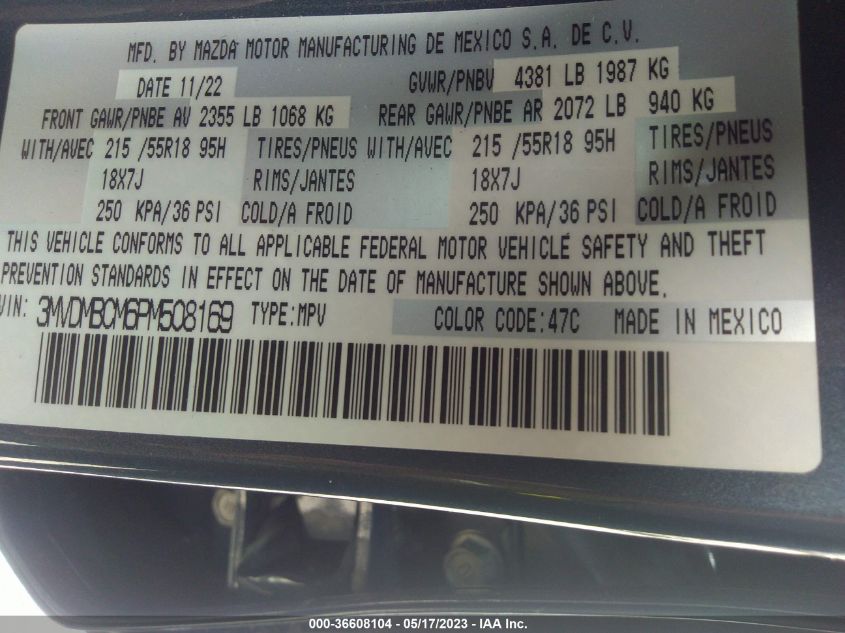 MFD. BY MAZDA MOTOR MANUFACTURING DE MEXICO S.A. DE C.V.
DATE 11/22 GVWR/PNBV 4381 LB 1987 KG
FRONT GAWR/PNBE AV 2355 LB 1068 KG REAR GAWR/PNBE AR 2072 LB 940 KG
WITH/AVEC 215 /55R18 95H TIRES/PNEUS WITH/AVEC 215 /55R18 95H TIRES/PNEUS
18X7J RIMS/JANTES 18X7J RIMS/JANTES
250 KPA/36 PSI COLD/A FROID 250 KPA/36 PSI COLD/A FROID
THIS VEHICLE CONFORMS TO ALL APPLICABLE FEDERAL MOTOR VEHICLE SAFETY AND THEFT
PREVENTION STANDARDS IN EFFECT ON THE DATE OF MANUFACTURE SHOWN ABOVE.
VIN: 3MVDMBCM6PM508169 TYPE:MPV COLOR CODE:47C MADE IN MEXICO
000-36608104 - 05/17/2023 - IAA Inc.